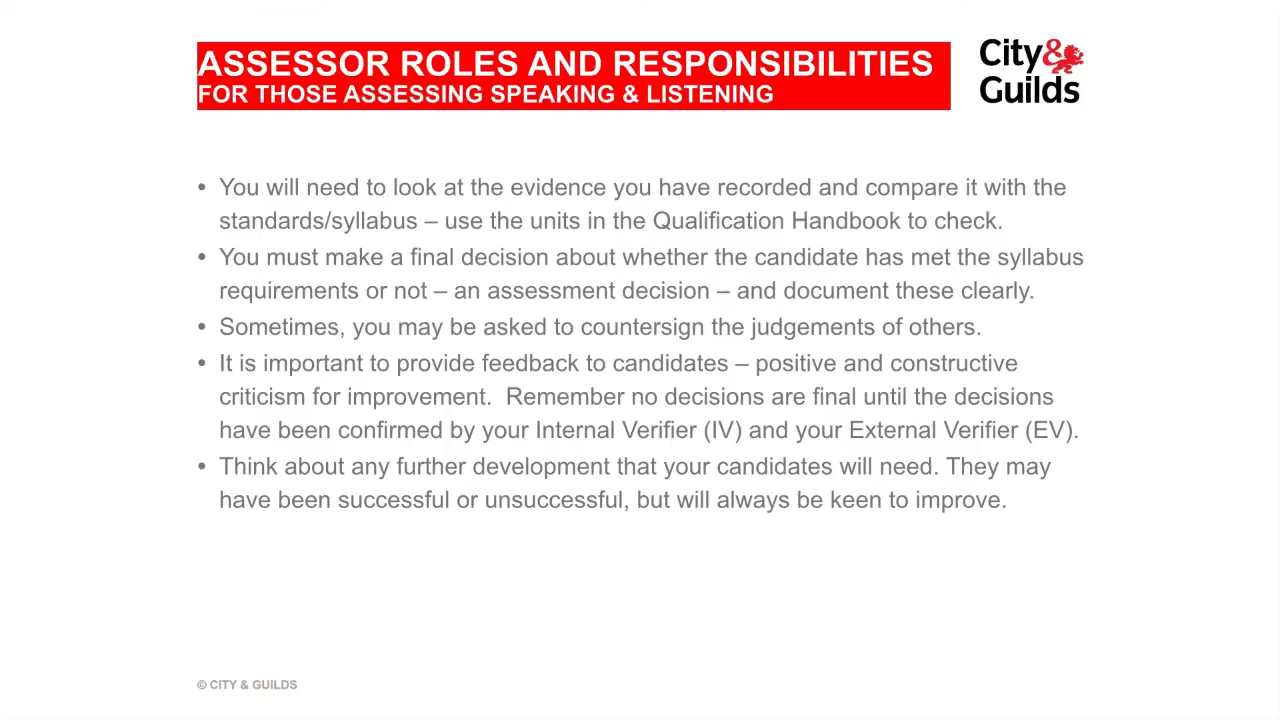 ASSESSOR ROLES AND RESPONSIBILITIES
FOR THOSE ASSESSING SPEAKING & LISTENING
City&
Guilds
• You will need to look at the evidence you have recorded and compare it with the
standards/syllabus – use the units in the Qualification Handbook to check.
• You must make a final decision about whether the candidate has met the syllabus
requirements or not – an assessment decision – and document these clearly.
• Sometimes, you may be asked to countersign the judgements of others.
• It is important to provide feedback to candidates – positive and constructive
criticism for improvement.  Remember no decisions are final until the decisions
have been confirmed by your Internal Verifier (IV) and your External Verifier (EV).
• Think about any further development that your candidates will need. They may
have been successful or unsuccessful, but will always be keen to improve.
© CITY & GUILDS